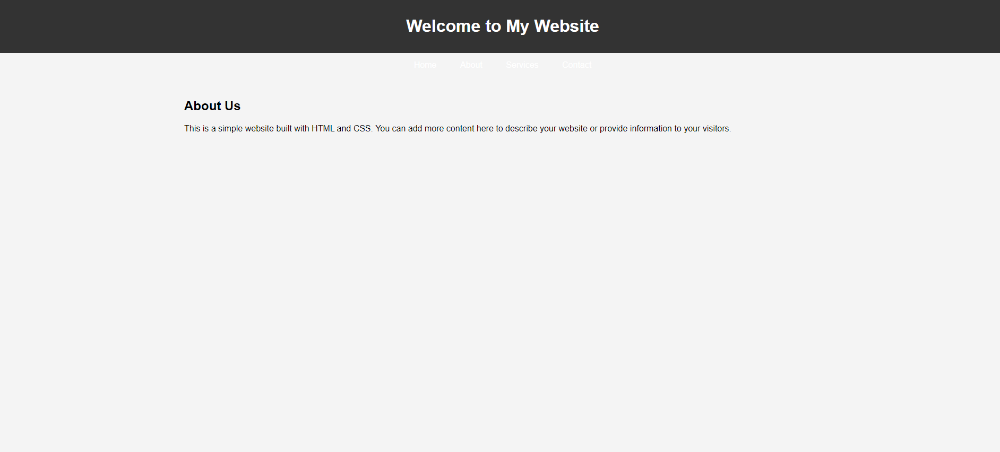 Welcome to My Website
Home About Services Contact
About Us
This is a simple website built with HTML and CSS. You can add more content here to describe your website or provide information to your visitors.